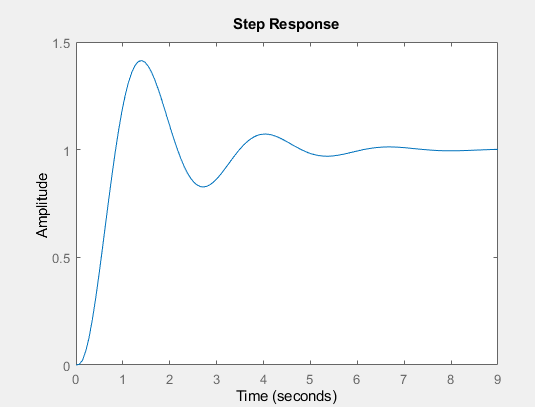 Step Response
1.5
1
0.5
0
Amplitude
0 1 2 3 4 5 6 7 8 9
Time (seconds)